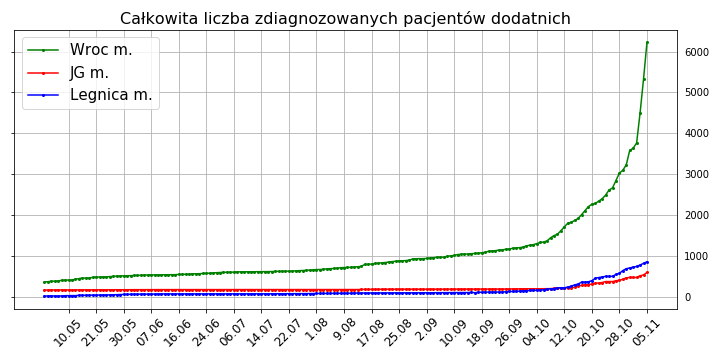 Całkowita liczba zdiagnozowanych pacjentów dodatnich
Wroc m.
JG m.
Legnica m.
6000
5000
4000
3000
2000
1000
0
10.05 21.05 30.05 07.06 16.06 24.06 06.07 14.07 22.07 1.08 9.08 17.08 25.08 2.09 10.09 18.09 26.09 04.10 12.10 20.10 28.10 05.11